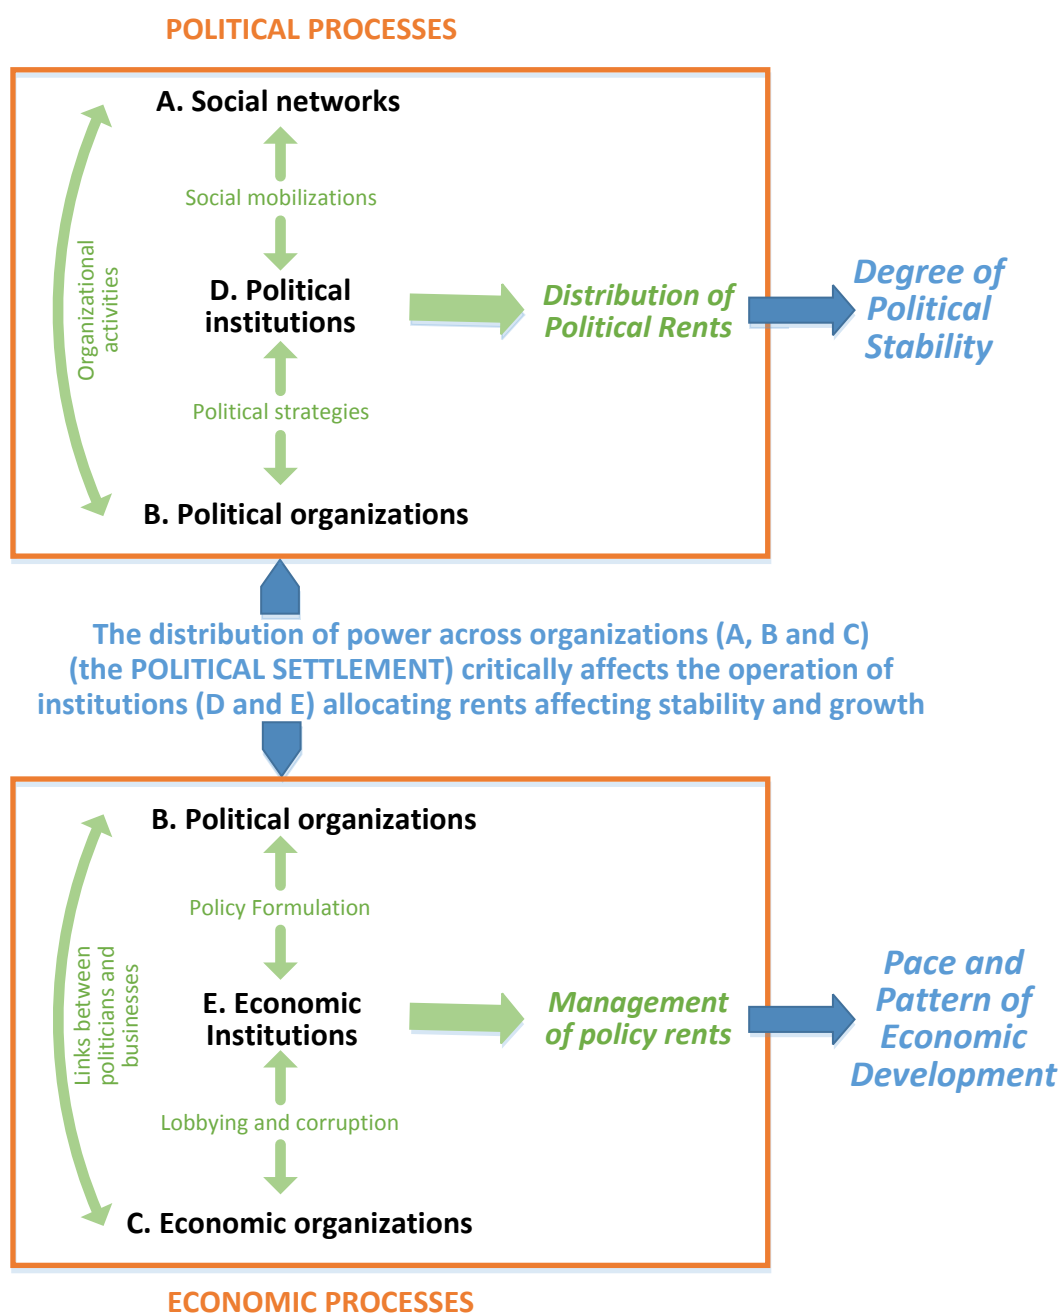 POLITICAL PROCESSES
A. Social networks
Social mobilizations
Organizational
activities
D. Political
institutions
Distribution of
Political Rents
Degree of
Political
Stability
Political strategies
B. Political organizations
The distribution of power across organizations (A, B and C)
(the POLITICAL SETTLEMENT) critically affects the operation of
institutions (D and E) allocating rents affecting stability and growth
B. Political organizations
Policy Formulation
Links between
politicians and
businesses
E. Economic
Institutions
Management
of policy rents
Pace and
Pattern of
Economic
Development
Lobbying and corruption
C. Economic organizations
ECONOMIC PROCESSES